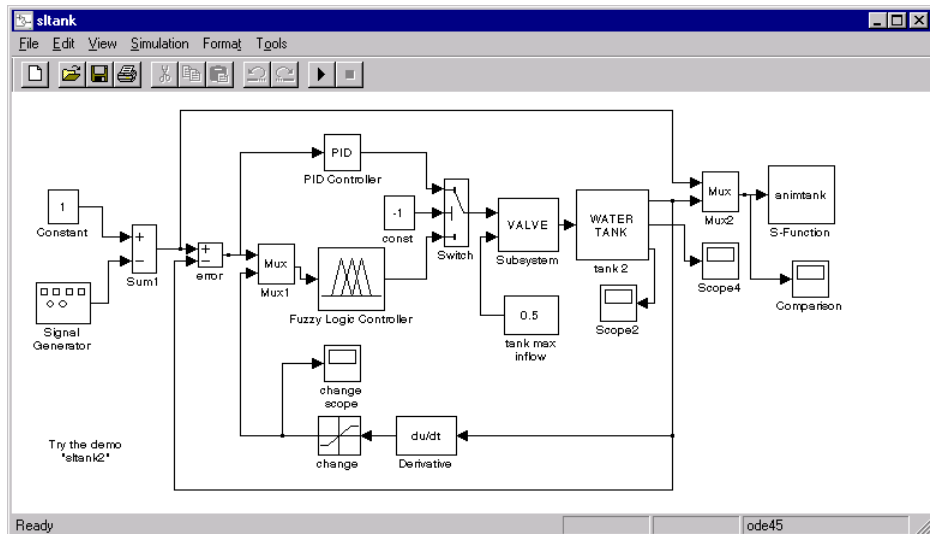 sltank
File Edit View Simulation Format Tools
PID
PID Controller
1
Constant
-1
const
Switch
VALVE
Subsystem
WATER
TANK
tank 2
Mux
Mux2
animtank
S-Function
+
−
Sum1
+
−
error
Mux
Mux1
Fuzzy Logic Controller
Signal
Generator
0.5
tank max
inflow
Scope2
Scope4
Comparison
change
scope
change
du/dt
Derivative
Try the demo
"sltank2"
Ready
ode45